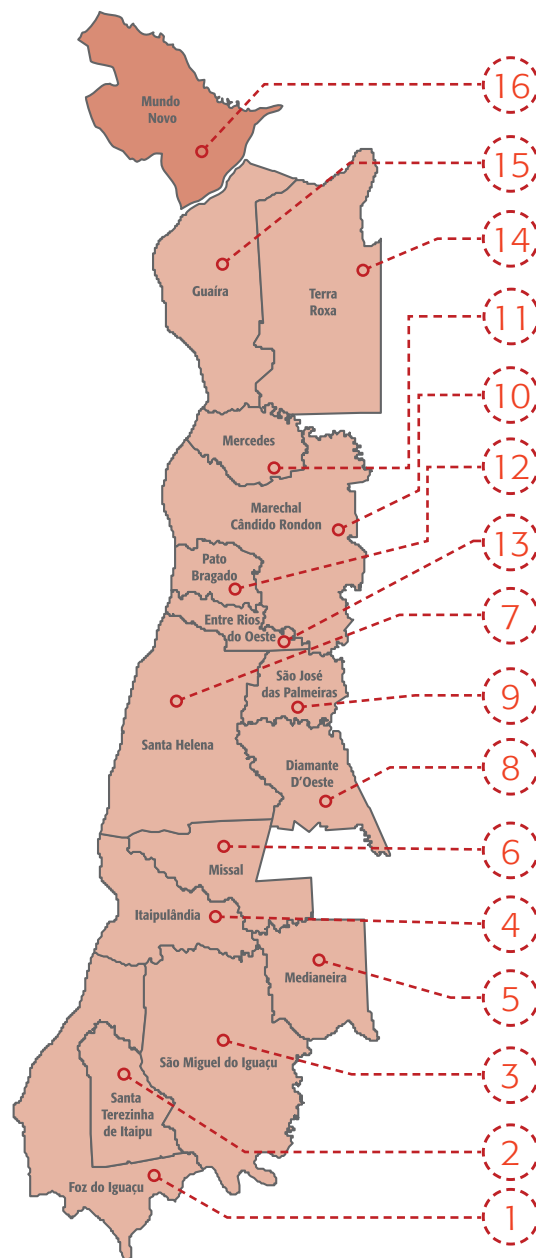 Mundo
Novo
16
15
14
Guaíra
Terra
Roxa
11
10
Mercedes
12
Marechal
Cândido Rondon
13
Pato
Bragado
7
Entre Rios
do Oeste
São José
das Palmeiras
9
Santa Helena
Diamante
D'Oeste
8
6
Missal
4
Itaipulândia
5
Medianeira
3
São Miguel do Iguaçu
Santa
Terezinha
de Itaipu
2
Foz do Iguaçu
1